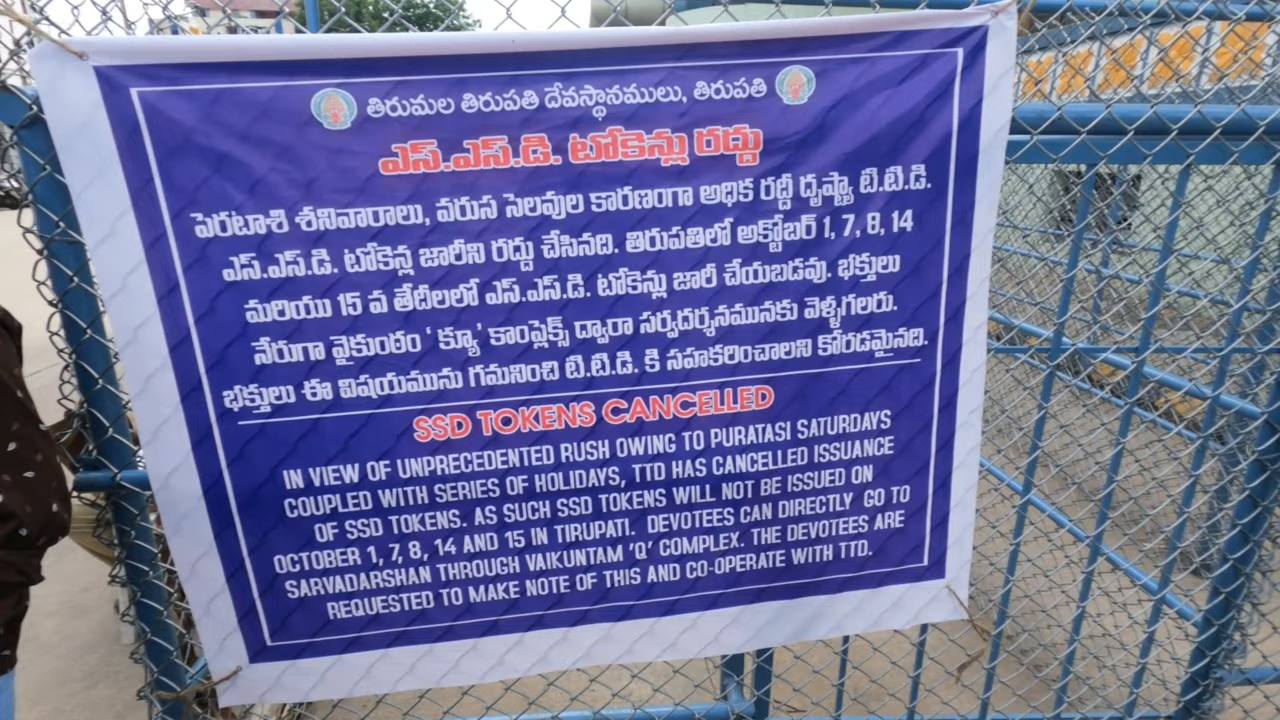 తిరుమల తిరుపతి దేవస్థానములు, తిరుపతి
ఎస్.ఎస్.డి. టోకెన్లు రద్దు
పెరటాశి శనివారాలు, వరుస సెలవుల కారణంగా అధిక రద్దీ దృష్ట్యా టి.టి.డి.
ఎస్.ఎస్.డి. టోకెన్ల జారీని రద్దు చేసినది. తిరుపతిలో అక్టోబర్ 1, 7, 8, 14
మరియు 15 వ తేదీలలో ఎస్.ఎస్.డి. టోకెన్లు జారీ చేయబడవు. భక్తులు
నేరుగా వైకుంఠం ‘ క్యూ’ కాంప్లెక్స్ ద్వారా సర్వదర్శనమునకు వెళ్ళగలరు.
భక్తులు ఈ విషయమును గమనించి టి.టి.డి. కి సహకరించాలని కోరడమైనది.
SSD TOKENS CANCELLED
IN VIEW OF UNPRECEDENTED RUSH OWING TO PURATASI SATURDAYS
COUPLED WITH SERIES OF HOLIDAYS, TTD HAS CANCELLED ISSUANCE
OF SSD TOKENS. AS SUCH SSD TOKENS WILL NOT BE ISSUED ON
OCTOBER 1, 7, 8, 14 AND 15 IN TIRUPATI. DEVOTEES CAN DIRECTLY GO TO
SARVADARSHAN THROUGH VAIKUNTAM 'Q' COMPLEX. THE DEVOTEES ARE
REQUESTED TO MAKE NOTE OF THIS AND CO-OPERATE WITH TTD.